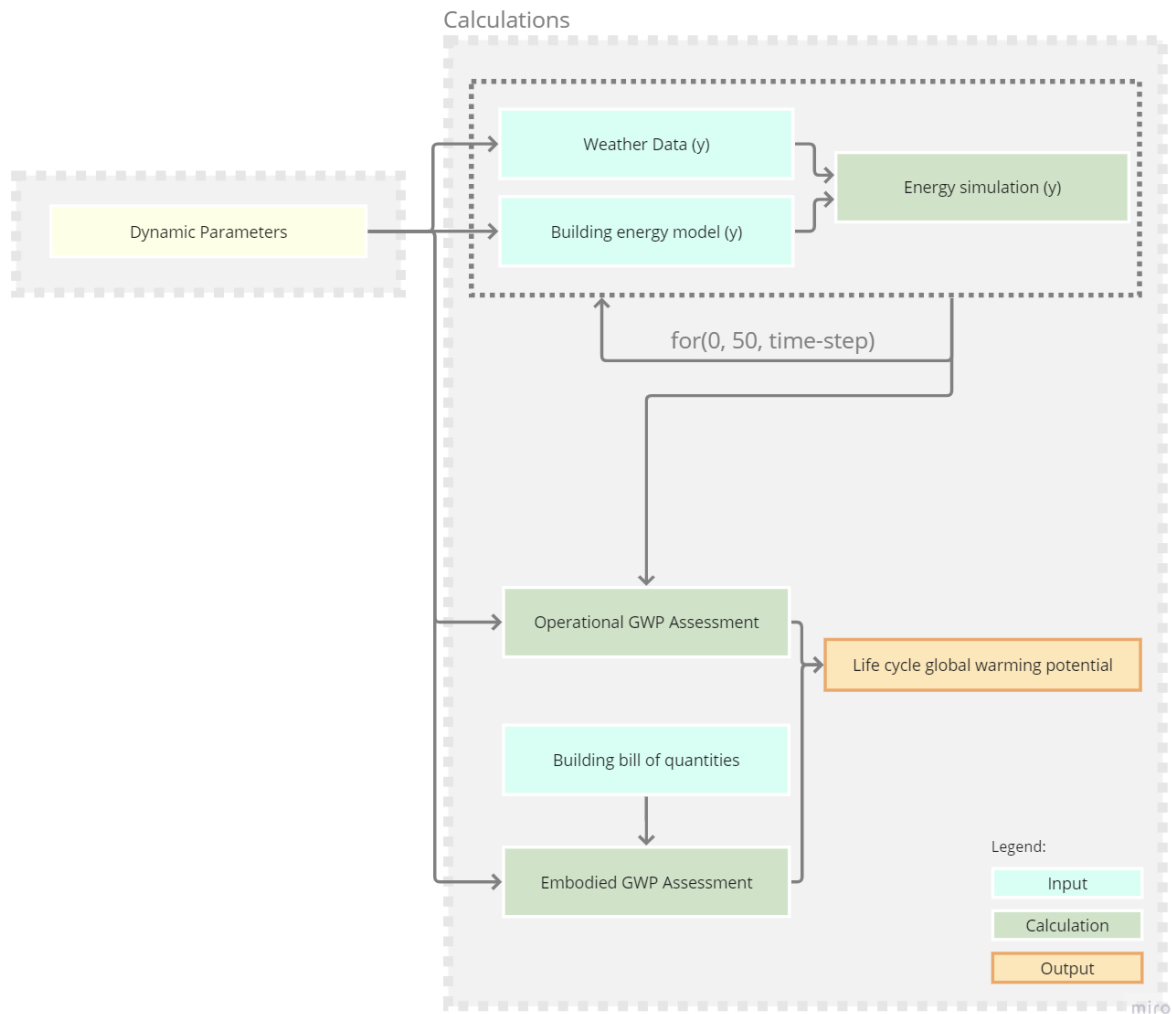 Calculations
Weather Data (y)
Energy simulation (y)
Dynamic Parameters
Building energy model (y)
for(0, 50, time-step)
Operational GWP Assessment
Life cycle global warming potential
Building bill of quantities
Embodied GWP Assessment
Legend:
Input
Calculation
Output
miro